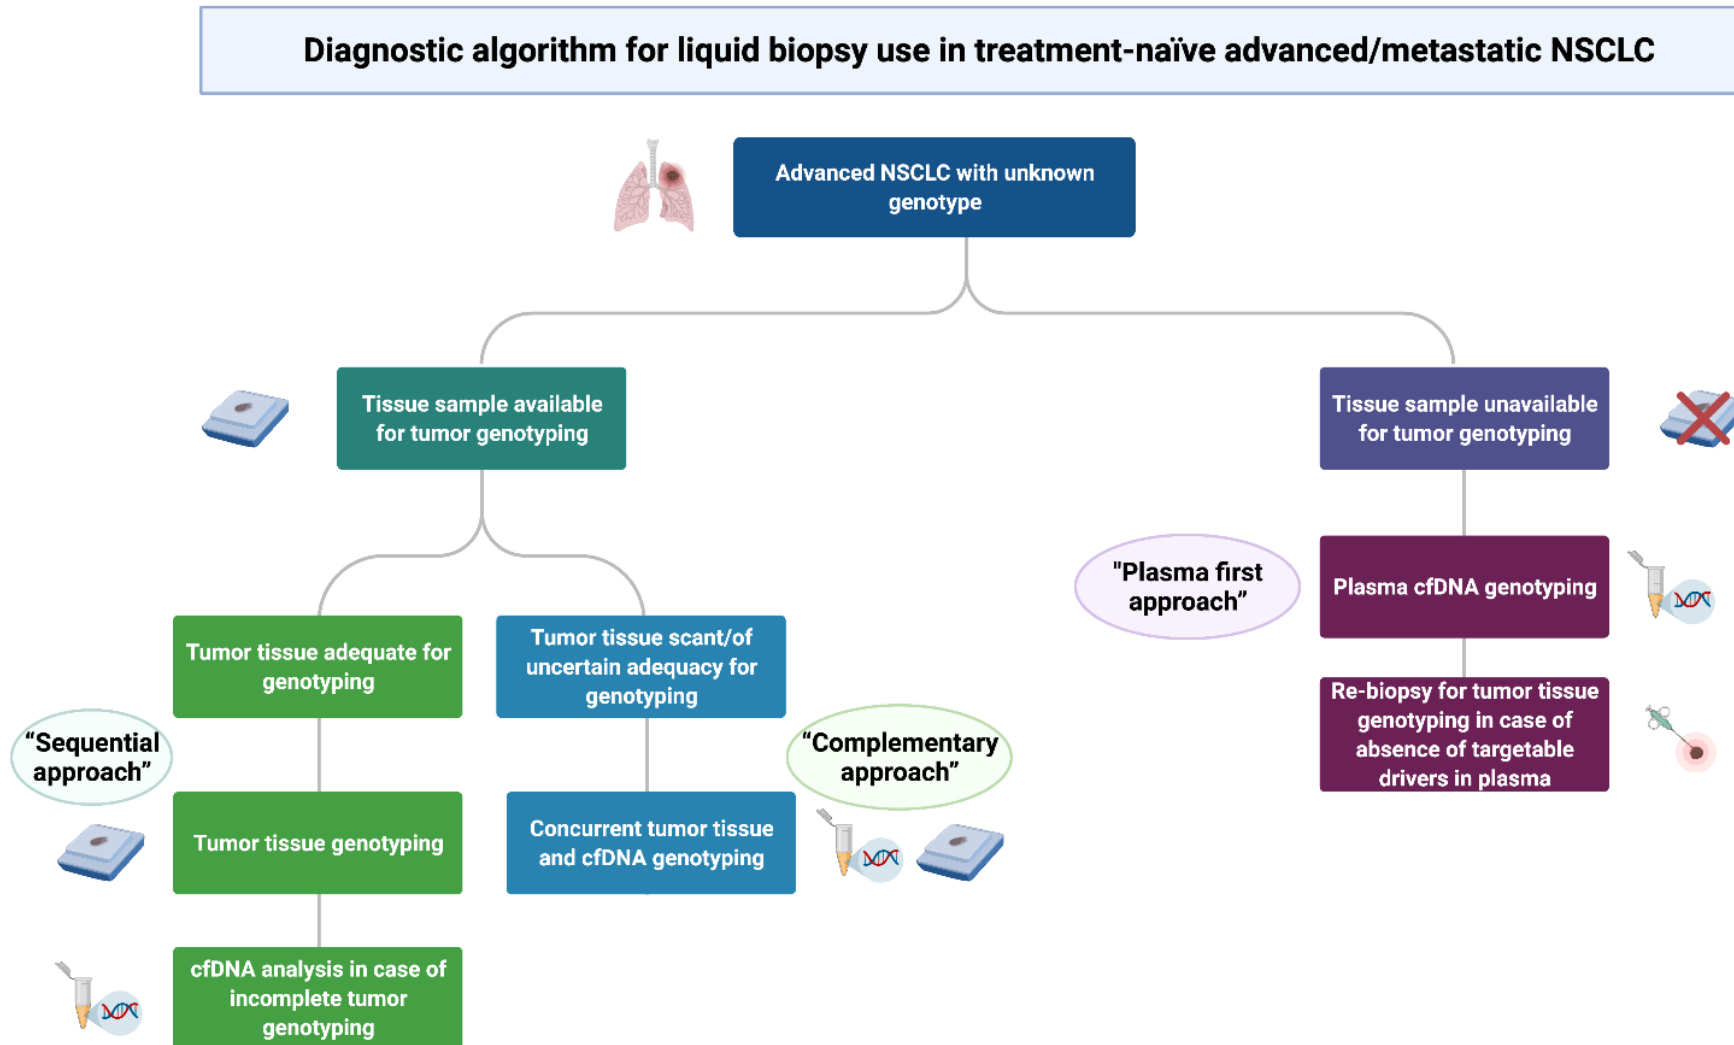 Diagnostic algorithm for liquid biopsy use in treatment-naïve advanced/metastatic NSCLC
Advanced NSCLC with unknown
genotype
Tissue sample available
for tumor genotyping
Tissue sample unavailable
for tumor genotyping
"Plasma first
approach”
Plasma cfDNA genotyping
Tumor tissue adequate for
genotyping
Tumor tissue scant/of
uncertain adequacy for
genotyping
Re-biopsy for tumor tissue
genotyping in case of
absence of targetable
drivers in plasma
“Sequential
approach”
“Complementary
approach”
Tumor tissue genotyping
Concurrent tumor tissue
and cfDNA genotyping
cfDNA analysis in case of
incomplete tumor
genotyping